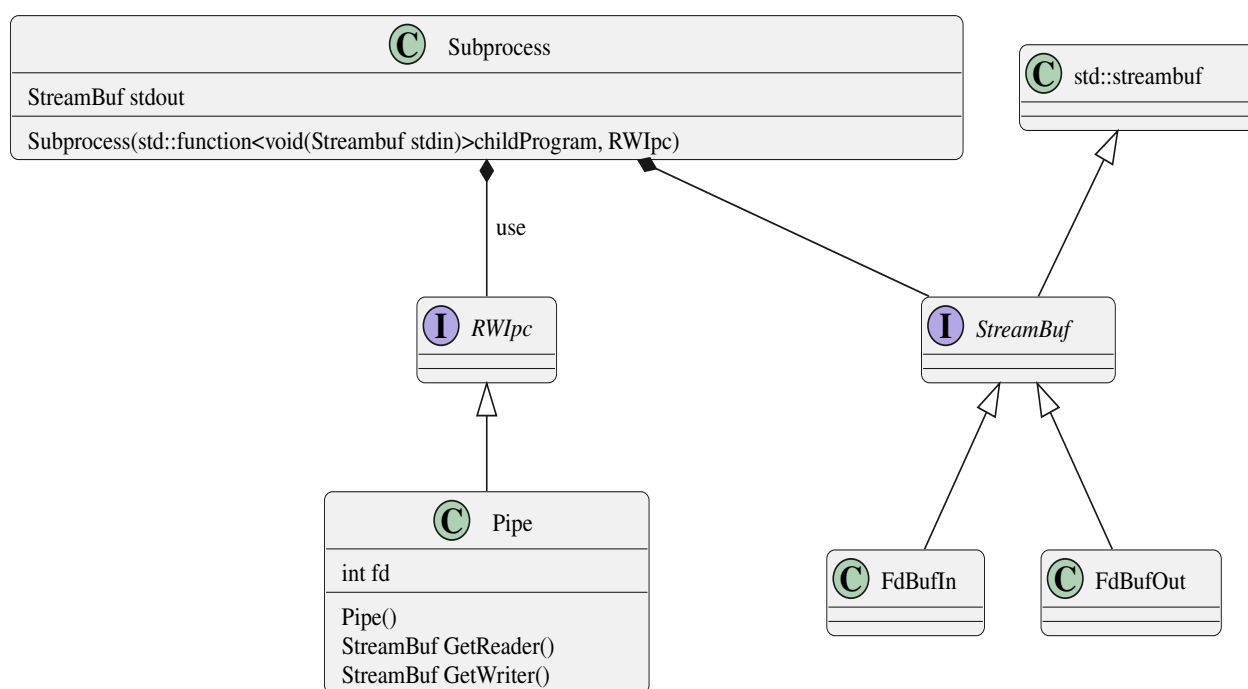 C Subprocess
StreamBuf stdout
Subprocess(std::function<void(Streambuf stdin)>childProgram, RWIpc)
C std::streambuf
use
I RWIpc
I StreamBuf
C Pipe
int fd
Pipe()
StreamBuf GetReader()
StreamBuf GetWriter()
C FdBufIn
C FdBufOut